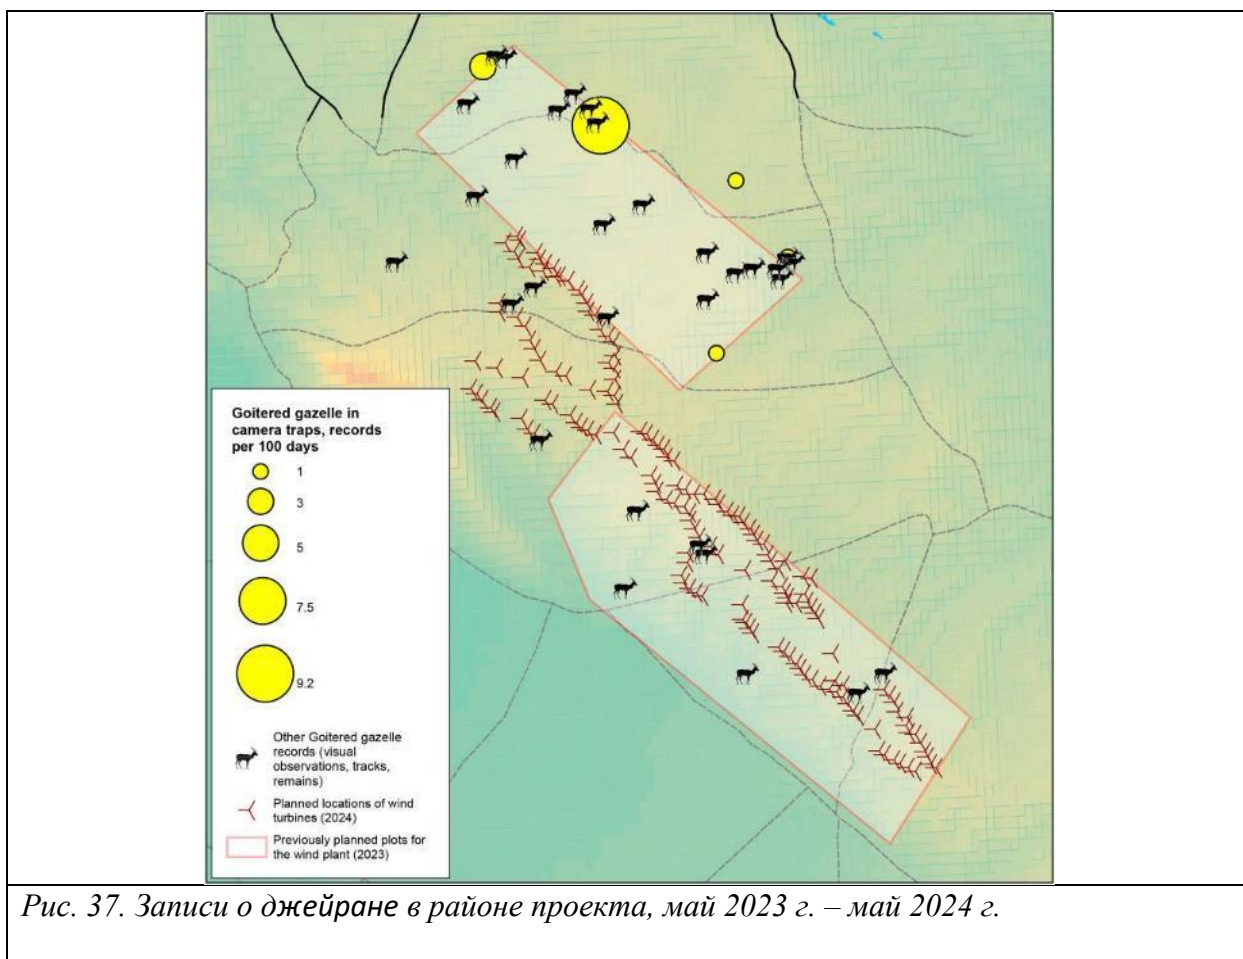 Goitered gazelle in
camera traps, records
per 100 days
1
3
5
7.5
9.2
Other Goitered gazelle
records (visual
observations, tracks,
remains)
Planned locations of wind
turbines (2024)
Previously planned plots for
the wind plant (2023)
Рис. 37. Записи о джейране в районе проекта, май 2023 г. – май 2024 г.